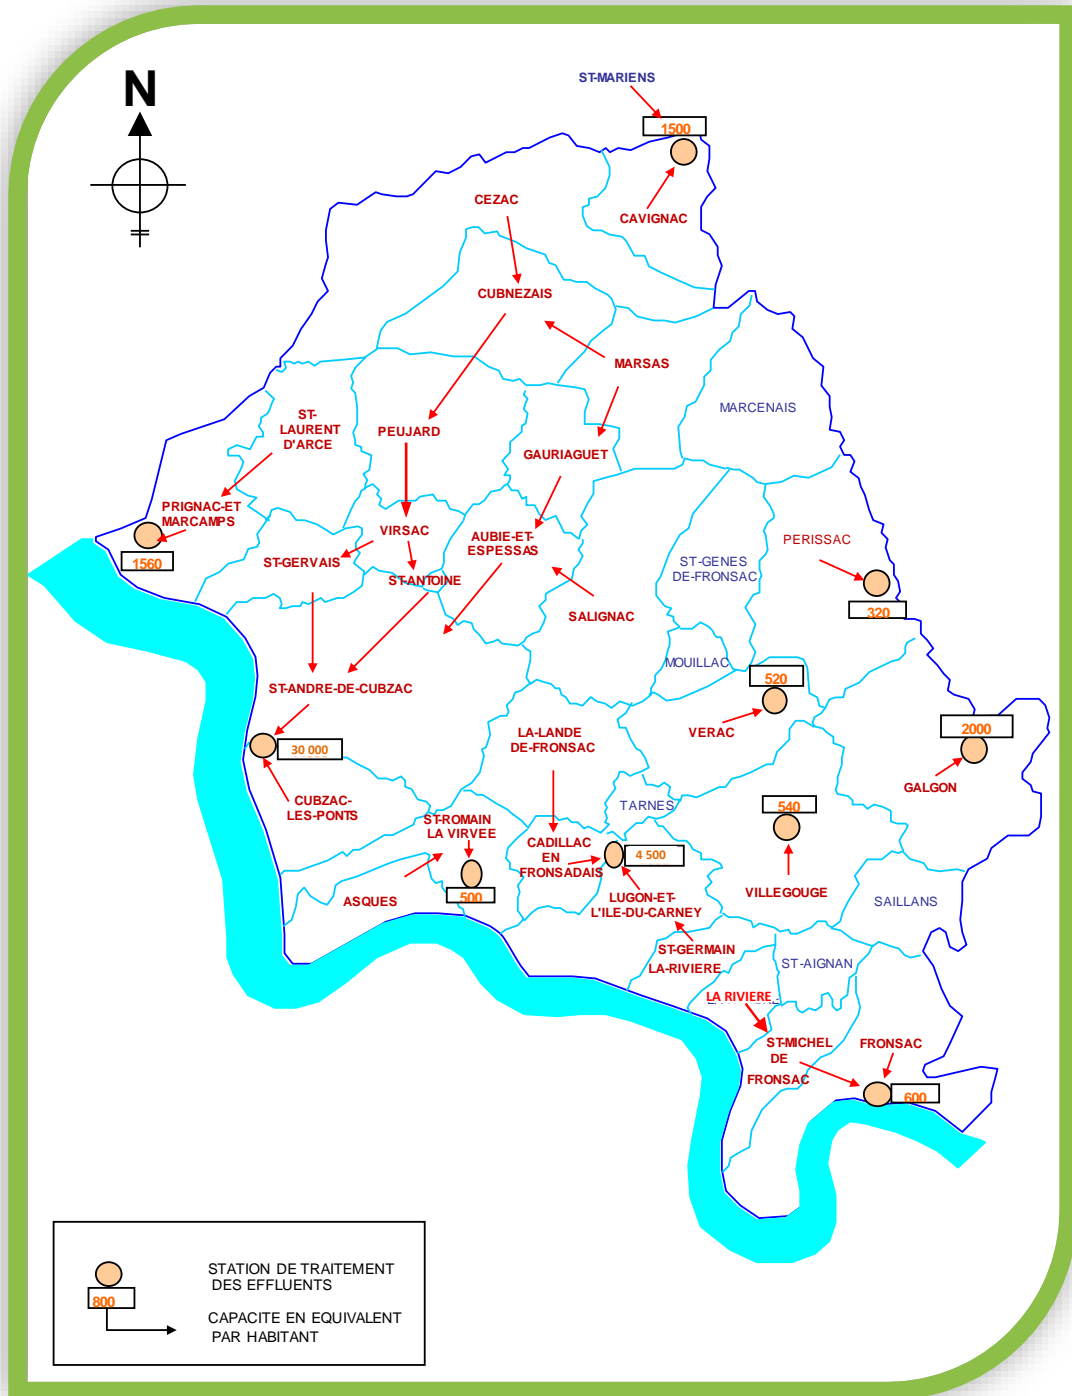 N
ST-MARIENS
1500
CAVIGNAC
CEZAC
CUBNEZAIS
MARSAS
MARCENAIS
ST-
LAURENT
D'ARCE
PEUJARD
GAURIAGUET
PRIGNAC-ET
MARCAMPS
1560
VIRSAC
AUBIE-ET-
ESPESSAS
ST-GERVAIS
ST-ANTOINE
ST-GENES
DE-FRONSAC
PERISSAC
320
SALIGNAC
MOUILLAC
520
VERAC
ST-ANDRE-DE-CUBZAC
30 000
CUBZAC-
LES-PONTS
LA-LANDE
DE-FRONSAC
2000
GALGON
TARNES
540
VILLEGOUGE
ST-ROMAIN
LA VIRVEE
500
ASQUES
CADILLAC
EN
FRONSADAIS
4 500
LUGON-ET-
L'ILE-DU-CARNEY
SAILLANS
ST-GERMAIN
LA-RIVIERE
ST-AIGNAN
LA RIVIERE
ST-MICHEL
DE
FRONSAC
FRONSAC
600
800
STATION DE TRAITEMENT
DES EFFLUENTS
CAPACITE EN EQUIVALENT
PAR HABITANT